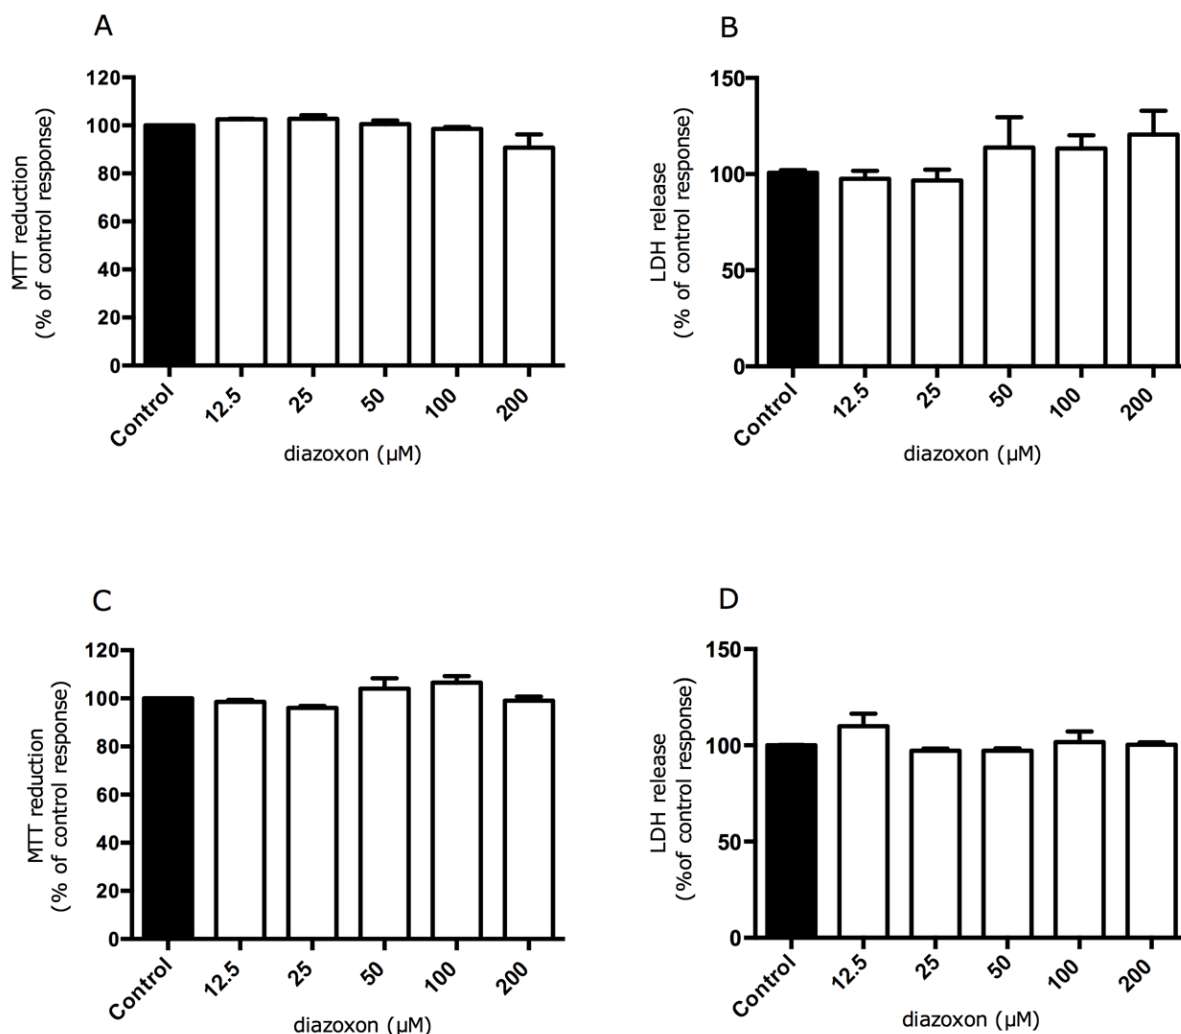 A
MTT reduction
(% of control response)
120
100
80
60
40
20
0
Control
12.5
25
50
100
200
diazoxon (µM)
B
LDH release
(% of control response)
150
100
50
0
Control
12.5
25
50
100
200
diazoxon (µM)
C
MTT reduction
(% of control response)
120
100
80
60
40
20
0
Control
12.5
25
50
100
200
diazoxon (µM)
D
LDH release
(%of control response)
150
100
50
0
Control
12.5
25
50
100
200
diazoxon (µM)